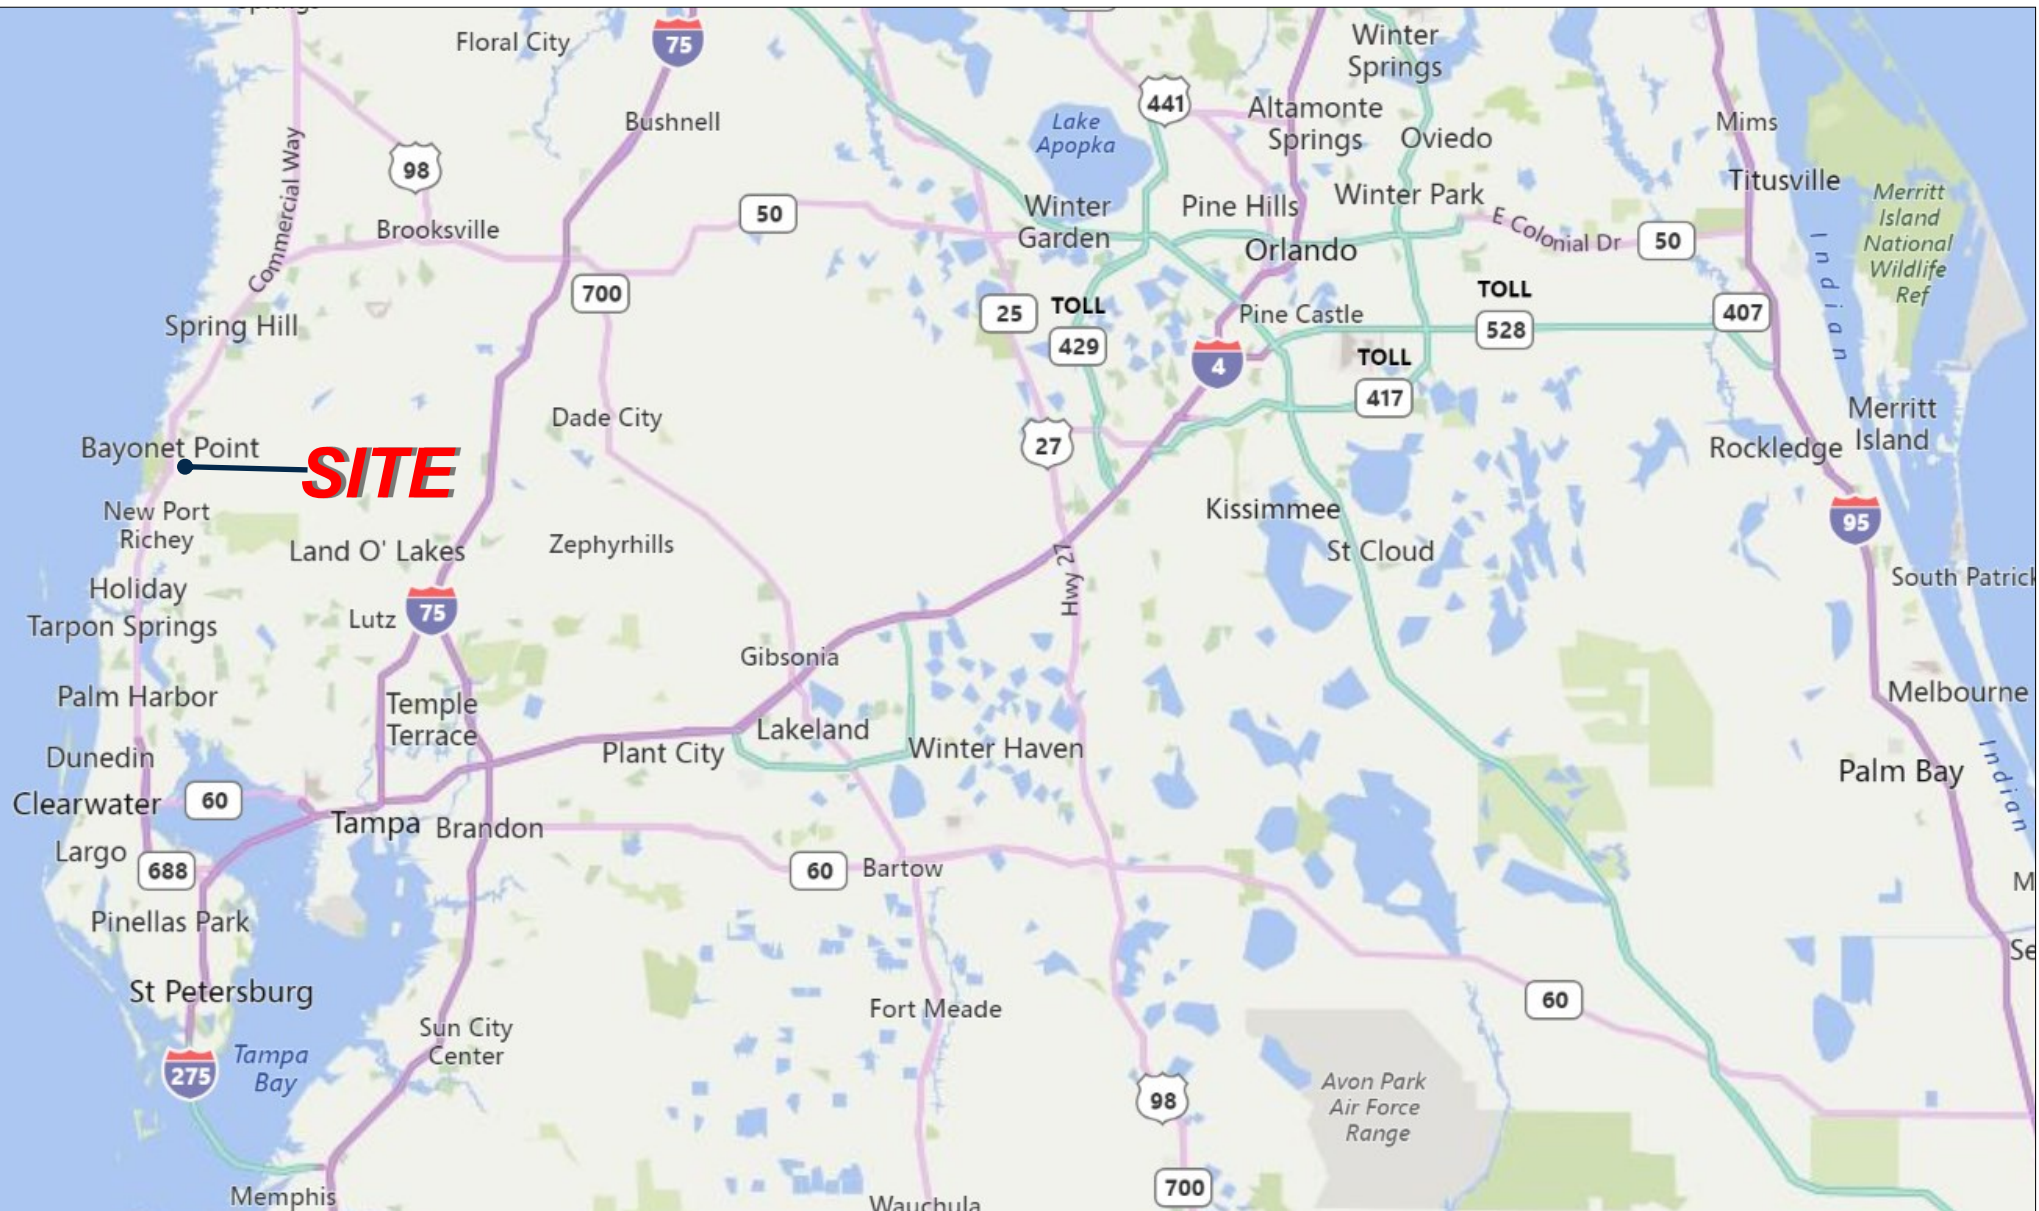 Floral City
75
Winter
Springs
Bushnell
441
Altamonte
Springs
Lake
Apopka
Oviedo
Mims
Commercial Way
98
Titusville
Winter Park
Merritt
Island
National
Wildlife
Ref
Brooksville
50
Winter
Garden
Pine Hills
E Colonial Dr
50
Orlando
Indian
700
25
TOLL
429
Pine Castle
TOLL
528
407
Spring Hill
4
TOLL
417
Dade City
27
Merritt
Island
Rockledge
Bayonet Point
SITE
New Port
Richey
Land O' Lakes
Zephyrhills
Kissimmee
St Cloud
95
Hwy 27
South Patrick
Holiday
Tarpon Springs
Lutz
75
Gibsonia
Palm Harbor
Temple
Terrace
Melbourne
Lakeland
Plant City
Winter Haven
Dunedin
Palm Bay
Indian
Clearwater
60
Tampa
Brandon
Largo
688
60
Bartow
Pinellas Park
St Petersburg
Fort Meade
60
Sun City
Center
Tampa
Bay
275
98
Avon Park
Air Force
Range
Memphis
700
Wauchula